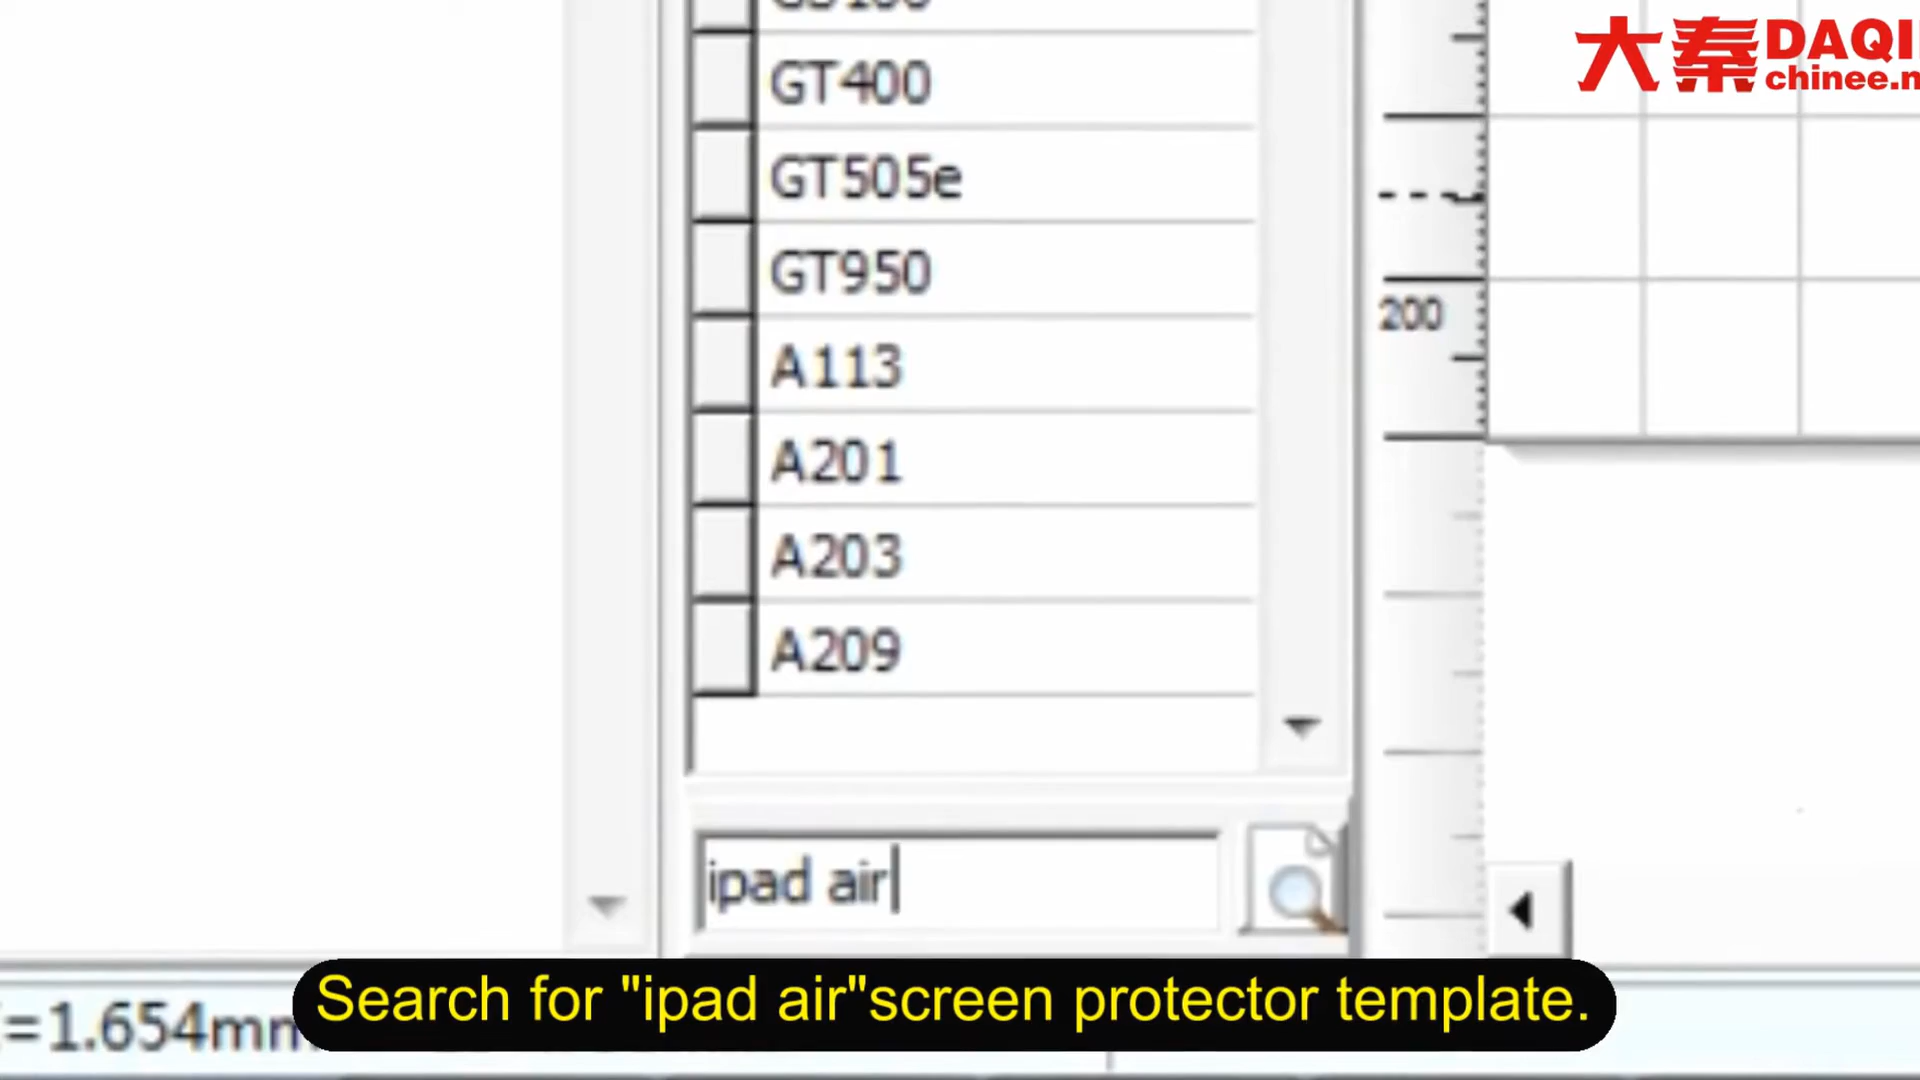 大秦 DAQI
chinee.n
GT400
GT505e
GT950
A113
A201
A203
A209
200
ipad air
=1.654mm
Search for "ipad air"screen protector template.